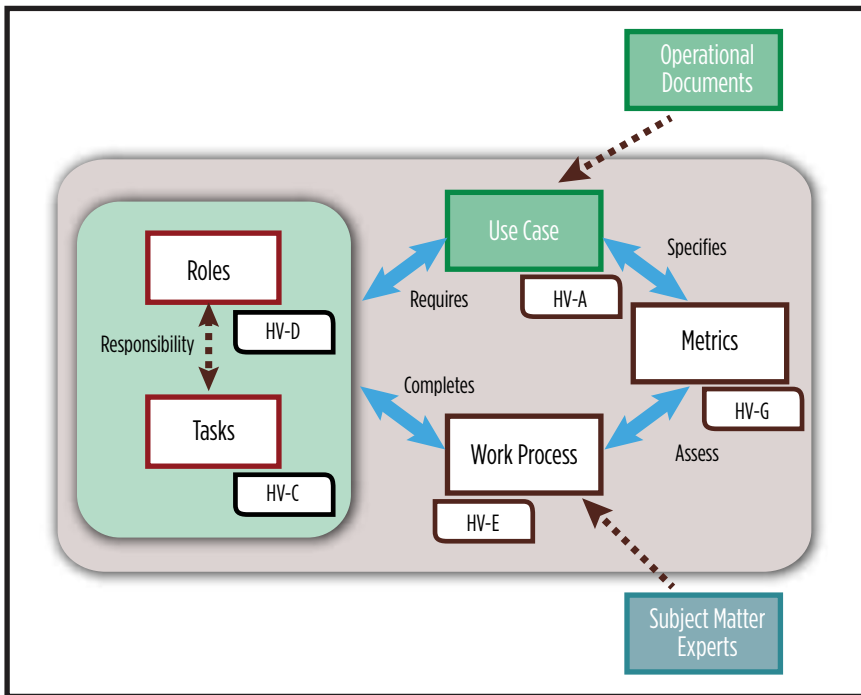 Operational
Documents
Use Case
Specifies
Roles
Requires
HV-A
HV-D
Metrics
Responsibility
Completes
HV-G
Tasks
Work Process
Assess
HV-C
HV-E
Subject Matter
Experts